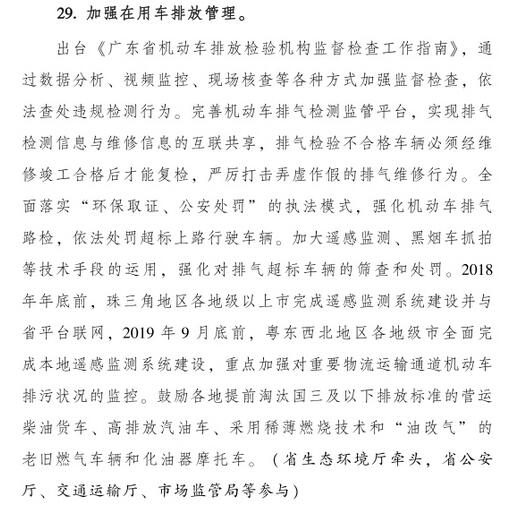 29. 加强在用车排放管理。
出台《广东省机动车排放检验机构监督检查工作指南》，通
过数据分析、视频监控、现场核查等各种方式加强监督检查，依
法查处违规检测行为。完善机动车排气检测监管平台，实现排气
检测信息与维修信息的互联共享，排气检验不合格车辆必须经维
修竣工合格后才能复检，严厉打击弄虚作假的排气维修行为。全
面落实“环保取证、公安处罚”的执法模式，强化机动车排气
路检，依法处罚超标上路行驶车辆。加大遥感监测、黑烟车抓拍
等技术手段的运用，强化对排气超标车辆的筛查和处罚。2018
年年底前，珠三角地区各地级以上市完成遥感监测系统建设并与
省平台联网，2019 年 9 月底前，粤东西北地区各地级市全面完
成本地遥感监测系统建设，重点加强对重要物流运输通道机动车
排污状况的监控。鼓励各地提前淘汰国三及以下排放标准的营运
柴油货车、高排放汽油车、采用稀薄燃烧技术和“油改气”的
老旧燃气车辆和化油器摩托车。（省生态环境厅牵头，省公安
厅、交通运输厅、市场监管局等参与）